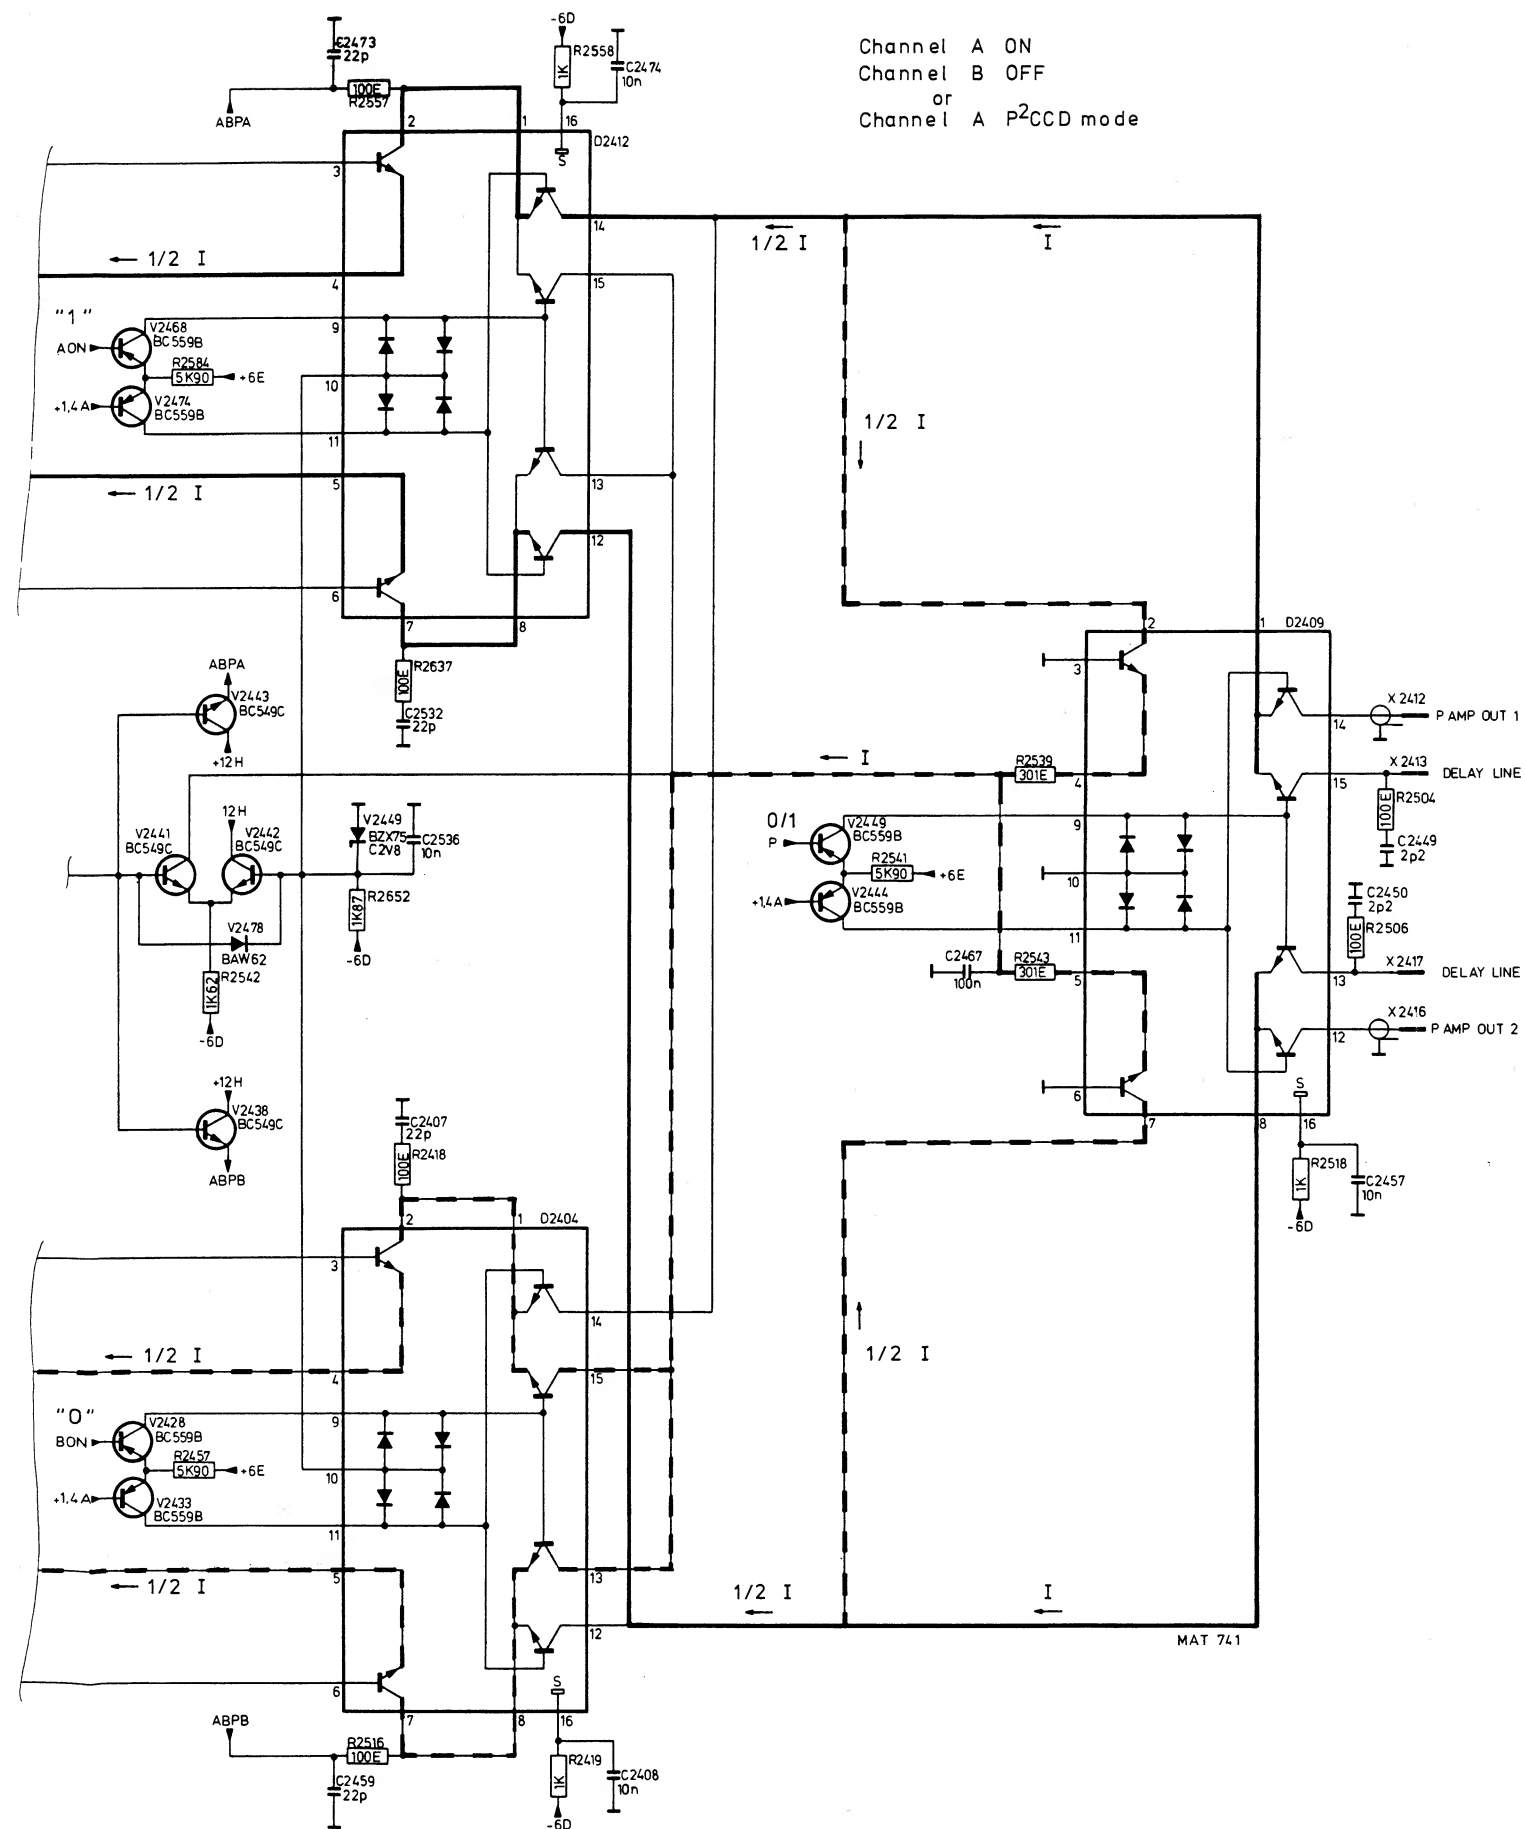 Channel A ON
Channel B OFF
or
Channel A P²CCD mode
-6D
C2473
22p
R2558
1K
C2474
10n
100E
R2557
ABPA
2
1
16
D2412
S
3
14
1/2 I
I
1/2 I
4
15
"1"
V2468
BC559B
9
AON
R2584
5K90
+6E
10
+1,4A
V2474
BC559B
11
1/2 I
5
13
1/2 I
12
6
7
8
2
1
D2409
ABPA
R2637
100E
3
V2443
BC549C
C2532
22p
X2412
P AMP OUT 1
14
+12H
I
R2539
301E
4
X2413
DELAY LINE
15
R2504
100E
12H
V2441
BC549C
V2442
BC549C
V2449
BZX75
C2V8
C2536
10n
0/1
P
V2449
BC559B
9
R2541
5K90
+6E
C2449
2p2
10
R2652
1K87
+1,4A
V2444
BC559B
C2450
2p2
V2478
BAW62
11
R2506
100E
-6D
R2542
1K62
C2467
100n
R2543
301E
5
X2417
DELAY LINE
13
-6D
X2416
P AMP OUT 2
12
+12H
S
V2438
BC549C
C2407
22p
6
7
8
16
R2418
100E
ABPB
R2518
1K
C2457
10n
-6D
2
1
D2404
3
14
1/2 I
1/2 I
4
15
"0"
V2428
BC559B
9
BON
R2457
5K90
+6E
10
+1,4A
V2433
BC559B
11
5
13
1/2 I
1/2 I
I
12
MAT 741
S
6
7
8
16
ABPB
R2516
100E
R2419
1K
C2408
10n
C2459
22p
-6D